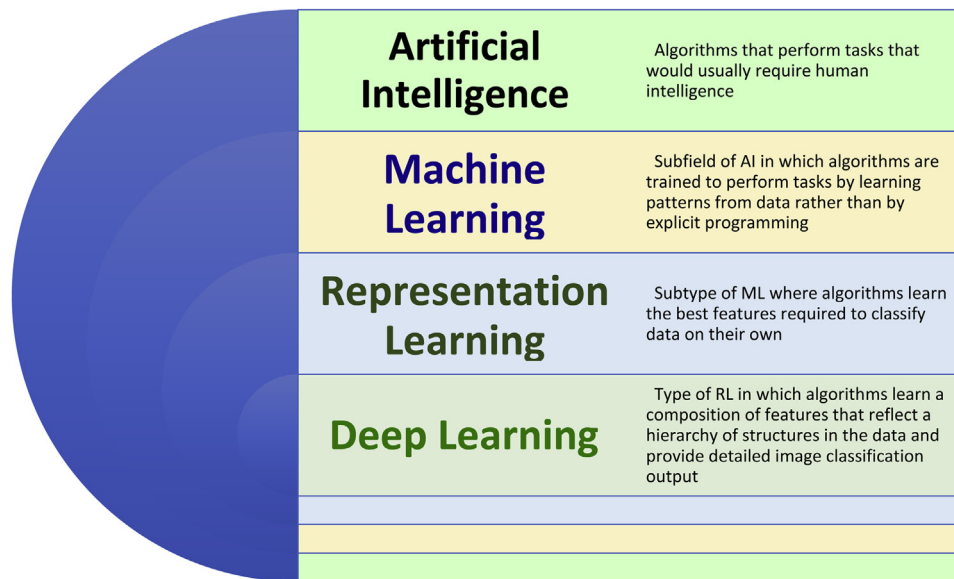 Artificial
Intelligence
Algorithms that perform tasks that
would usually require human
intelligence
Machine
Learning
Subfield of AI in which algorithms are
trained to perform tasks by learning
patterns from data rather than by
explicit programming
Representation
Learning
Subtype of ML where algorithms learn
the best features required to classify
data on their own
Deep Learning
Type of RL in which algorithms learn a
composition of features that reflect a
hierarchy of structures in the data and
provide detailed image classification
output